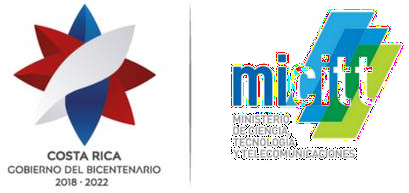 COSTA RICA
GOBIERNO DEL BICENTENARIO
2018 - 2022
micitt
MINISTERIO
DE CIENCIA,
TECNOLOGÍA
Y TELECOMUNICACIONES